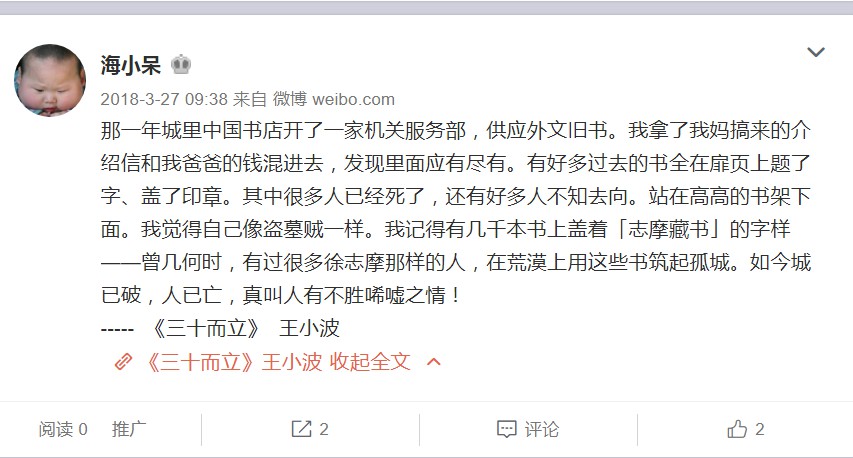 海小呆
2018-3-27 09:38 来自 微博 weibo.com
那一年城里中国书店开了一家机关服务部，供应外文旧书。我拿了我妈搞来的介
绍信和我爸爸的钱混进去，发现里面应有尽有。有好多过去的书全在扉页上题了
字、盖了印章。其中很多人已经死了，还有好多人不知去向。站在高高的书架下
面。我觉得自己像盗墓贼一样。我记得有几千本书上盖着「志摩藏书」的字样
——曾几何时，有过很多徐志摩那样的人，在荒漠上用这些书筑起孤城。如今城
已破，人已亡，真叫人有不胜唏嘘之情！
----- 《三十而立》 王小波
《三十而立》王小波 收起全文
阅读 0 推广 2 评论 2